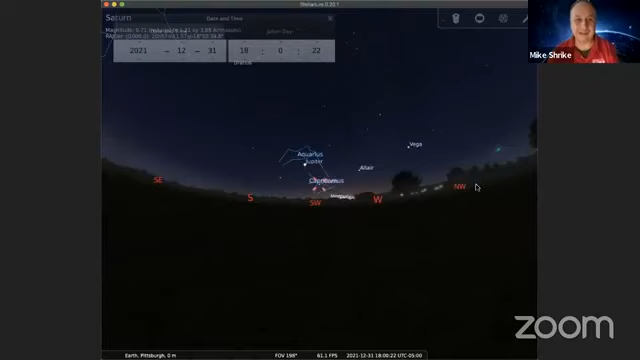 Stellarium 0.20.1
Saturn
Date and Time
Julian Day
2021 - 12 - 31
18 : 0 : 22
Uranus
Mike Shrike
Vega
Aquarius
Jupiter
Altair
Capricornus
SE
S
SW
W
NW
zoom
Earth, Pittsburgh, 0 m
FOV 198°
61.1 FPS
2021-12-31 18:00:22 UTC-05:00